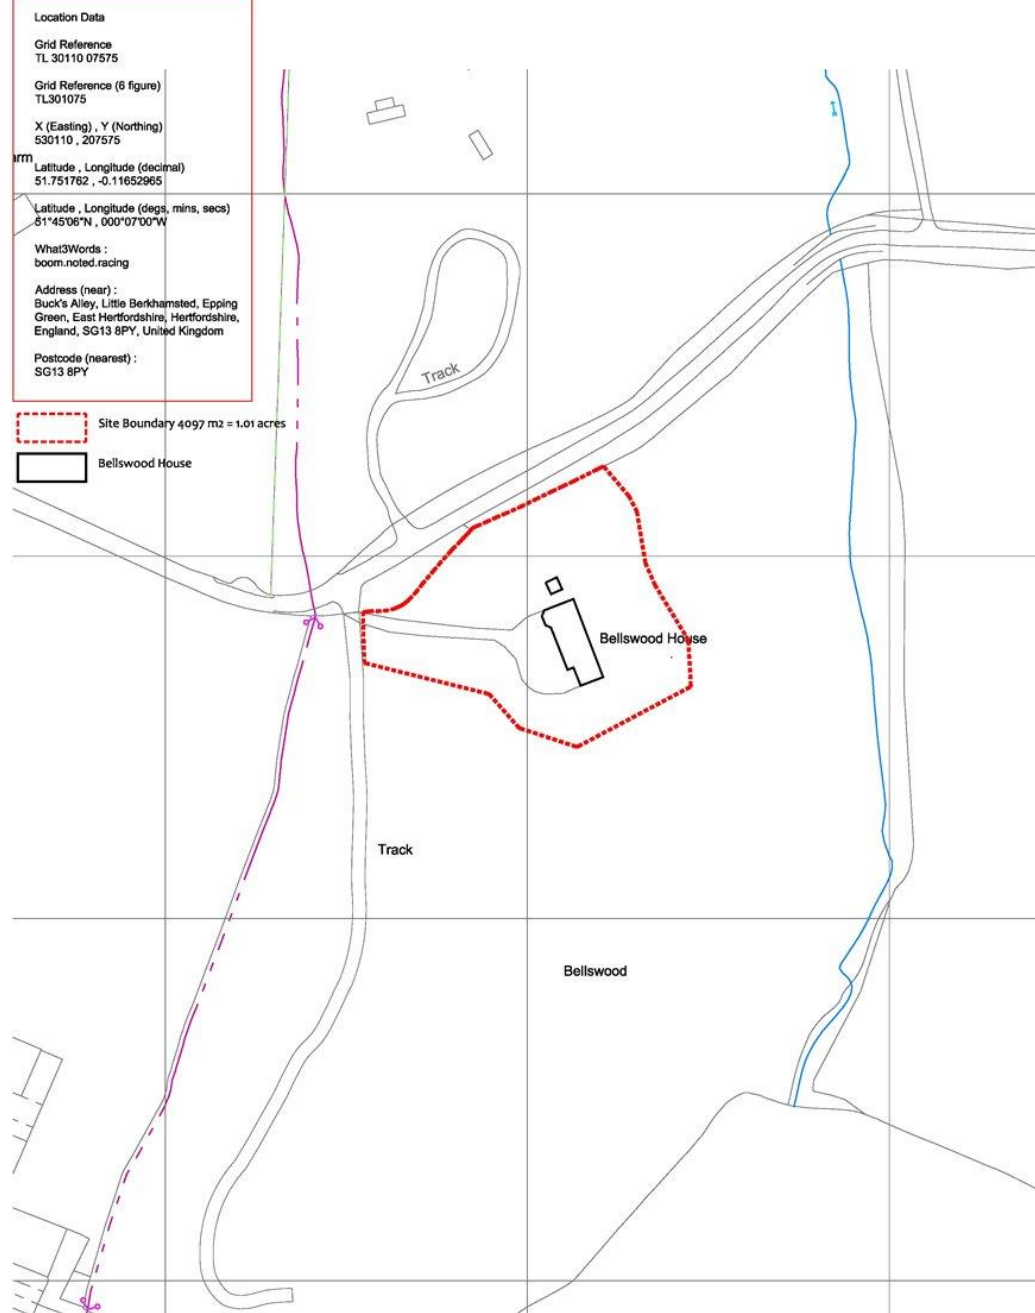 Location Data
Grid Reference
TL 30110 07575
Grid Reference (6 figure)
TL301075
X (Easting) , Y (Northing)
530110 , 207575
arm
Latitude , Longitude (decimal)
51.751762 , -0.11652965
Latitude , Longitude (degs, mins, secs)
51°45'06"N , 000°07'00"W
What3Words :
boom.noted.racing
Address (near) :
Buck's Alley, Little Berkhamsted, Epping
Green, East Hertfordshire, Hertfordshire,
England, SG13 8PY, United Kingdom
Postcode (nearest) :
SG13 8PY
Site Boundary 4097 m2 = 1.01 acres
Bellswood House
Track
Bellswood House
Track
Bellswood